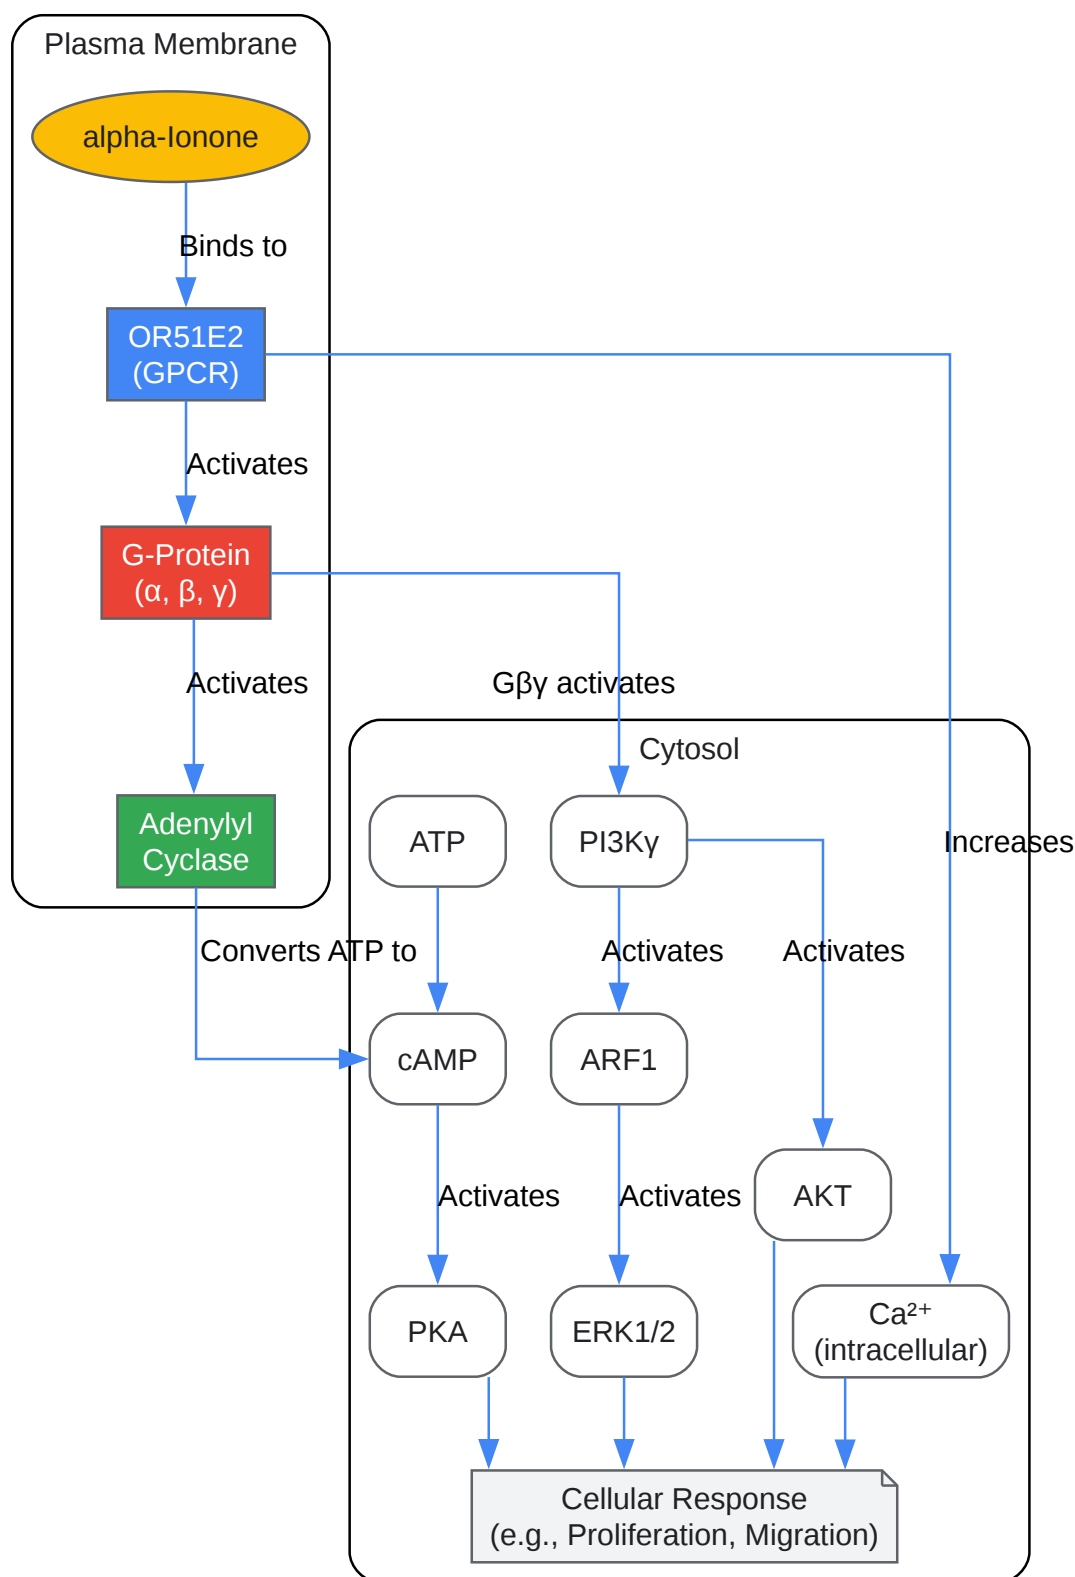 Plasma Membrane
alpha-Ionone
Binds to
OR51E2
(GPCR)
Activates
G-Protein
(α, β, γ)
Activates
Gβγ activates
Cytosol
Adenylyl
Cyclase
ATP
PI3Kγ
Increases
Converts ATP to
Activates
Activates
cAMP
ARF1
Activates
Activates
AKT
PKA
ERK1/2
Ca²⁺
(intracellular)
Cellular Response
(e.g., Proliferation, Migration)